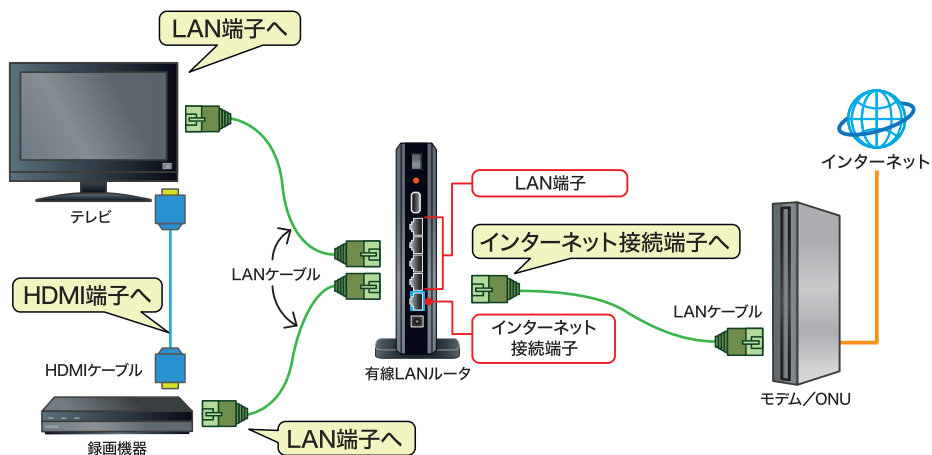 LAN端子へ
テレビ
HDMI端子へ
HDMIケーブル
録画機器
LAN端子へ
LANケーブル
有線LANルータ
LAN端子
インターネット接続端子へ
インターネット
接続端子
LANケーブル
インターネット
モデム／ONU